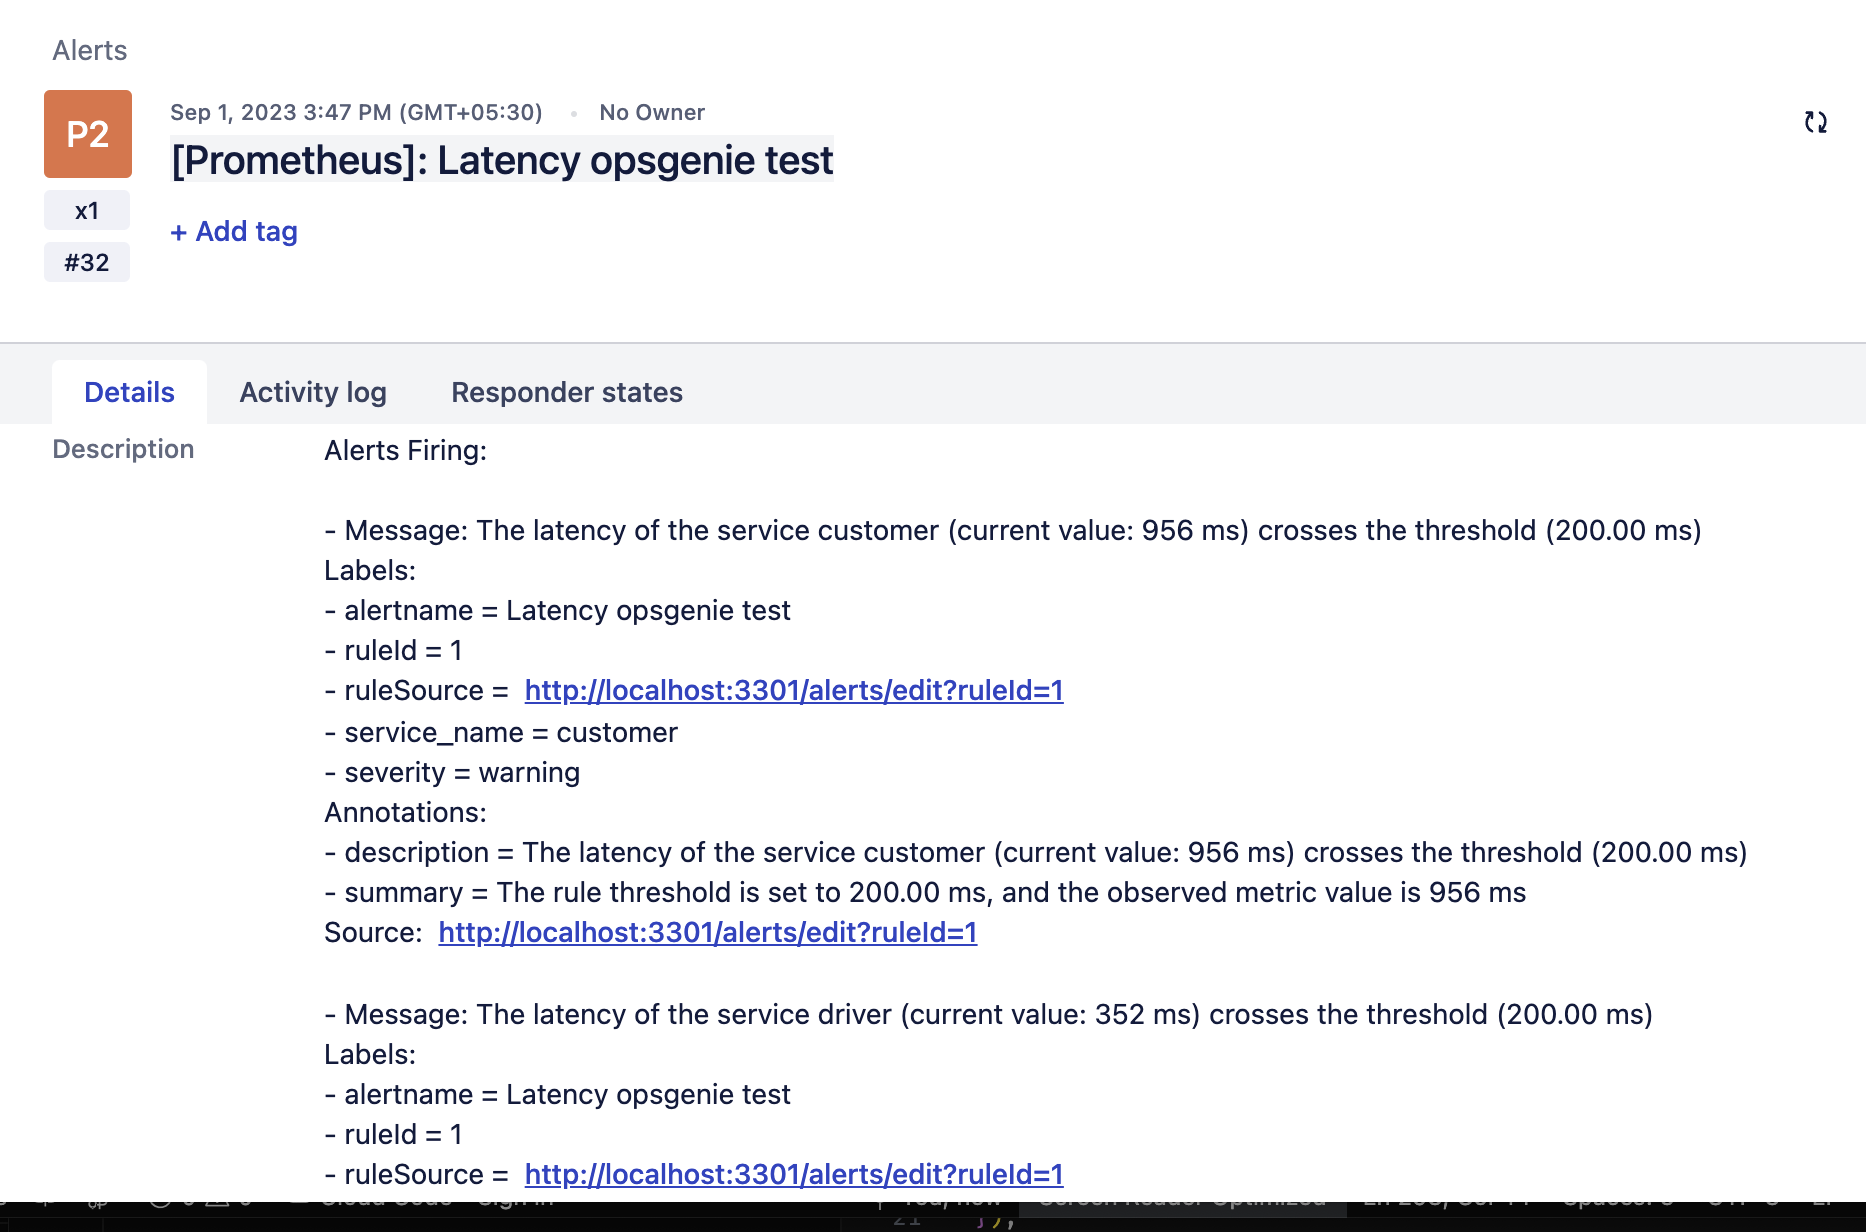 Alerts
P2
Sep 1, 2023 3:47 PM (GMT+05:30) • No Owner
[Prometheus]: Latency opsgenie test
x1
+ Add tag
#32
Details Activity log Responder states
Description
Alerts Firing:
- Message: The latency of the service customer (current value: 956 ms) crosses the threshold (200.00 ms)
Labels:
- alertname = Latency opsgenie test
- ruleId = 1
- ruleSource = http://localhost:3301/alerts/edit?ruleId=1
- service_name = customer
- severity = warning
Annotations:
- description = The latency of the service customer (current value: 956 ms) crosses the threshold (200.00 ms)
- summary = The rule threshold is set to 200.00 ms, and the observed metric value is 956 ms
Source: http://localhost:3301/alerts/edit?ruleId=1
- Message: The latency of the service driver (current value: 352 ms) crosses the threshold (200.00 ms)
Labels:
- alertname = Latency opsgenie test
- ruleId = 1
- ruleSource = http://localhost:3301/alerts/edit?ruleId=1